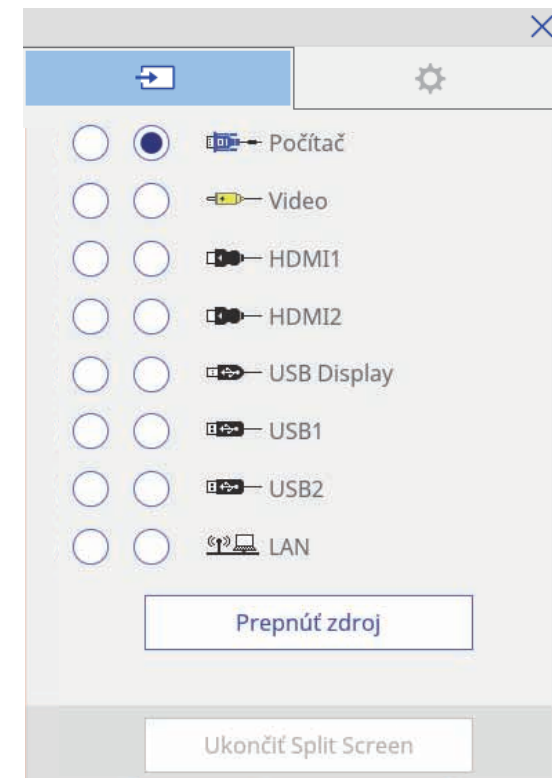 Počítač
Video
HDMI1
HDMI2
USB Display
USB1
USB2
LAN
Prepnúť zdroj
Ukončiť Split Screen